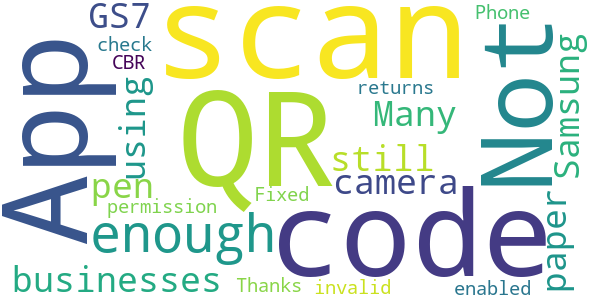 GS7
scan
Phone
check
CBR
App
using
returns
Many
Not
Samsung
QR
still
pen
camera
Fixed
permission
enough
code
paper
businesses
Thanks
invalid
enabled